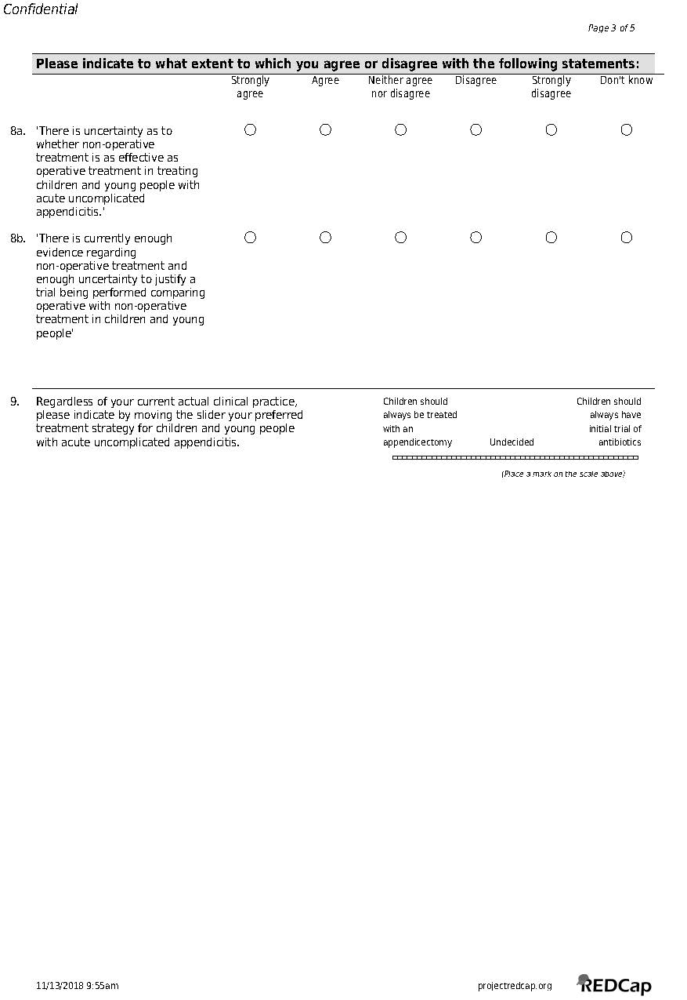 Confidential
Page 3 of 5
Please indicate to what extent to which you agree or disagree with the following statements:
Strongly agree Agree Neither agree nor disagree Disagree Strongly disagree Don't know
8a. 'There is uncertainty as to
whether non-operative
treatment is as effective as
operative treatment in treating
children and young people with
acute uncomplicated
appendicitis.'
8b. 'There is currently enough
evidence regarding
non-operative treatment and
enough uncertainty to justify a
trial being performed comparing
operative with non-operative
treatment in children and young
people'
9. Regardless of your current actual clinical practice,
please indicate by moving the slider your preferred
treatment strategy for children and young people
with acute uncomplicated appendicitis.
Children should
always be treated
with an
appendicectomy
Undecided
Children should
always have
initial trial of
antibiotics
(Place a mark on the scale above)
11/13/2018 9:55am
projectredcap.org
REDCap